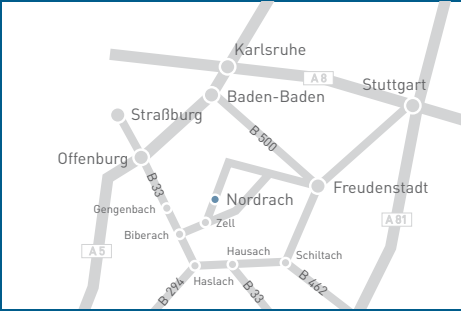 Karlsruhe
A 8
Stuttgart
Baden-Baden
Straßburg
B 500
Offenburg
B 33
Freudenstadt
Nordrach
Gengenbach
Zell
A 81
Biberach
A 5
Hausach
Schiltach
Haslach
B 294
B 33
B 462